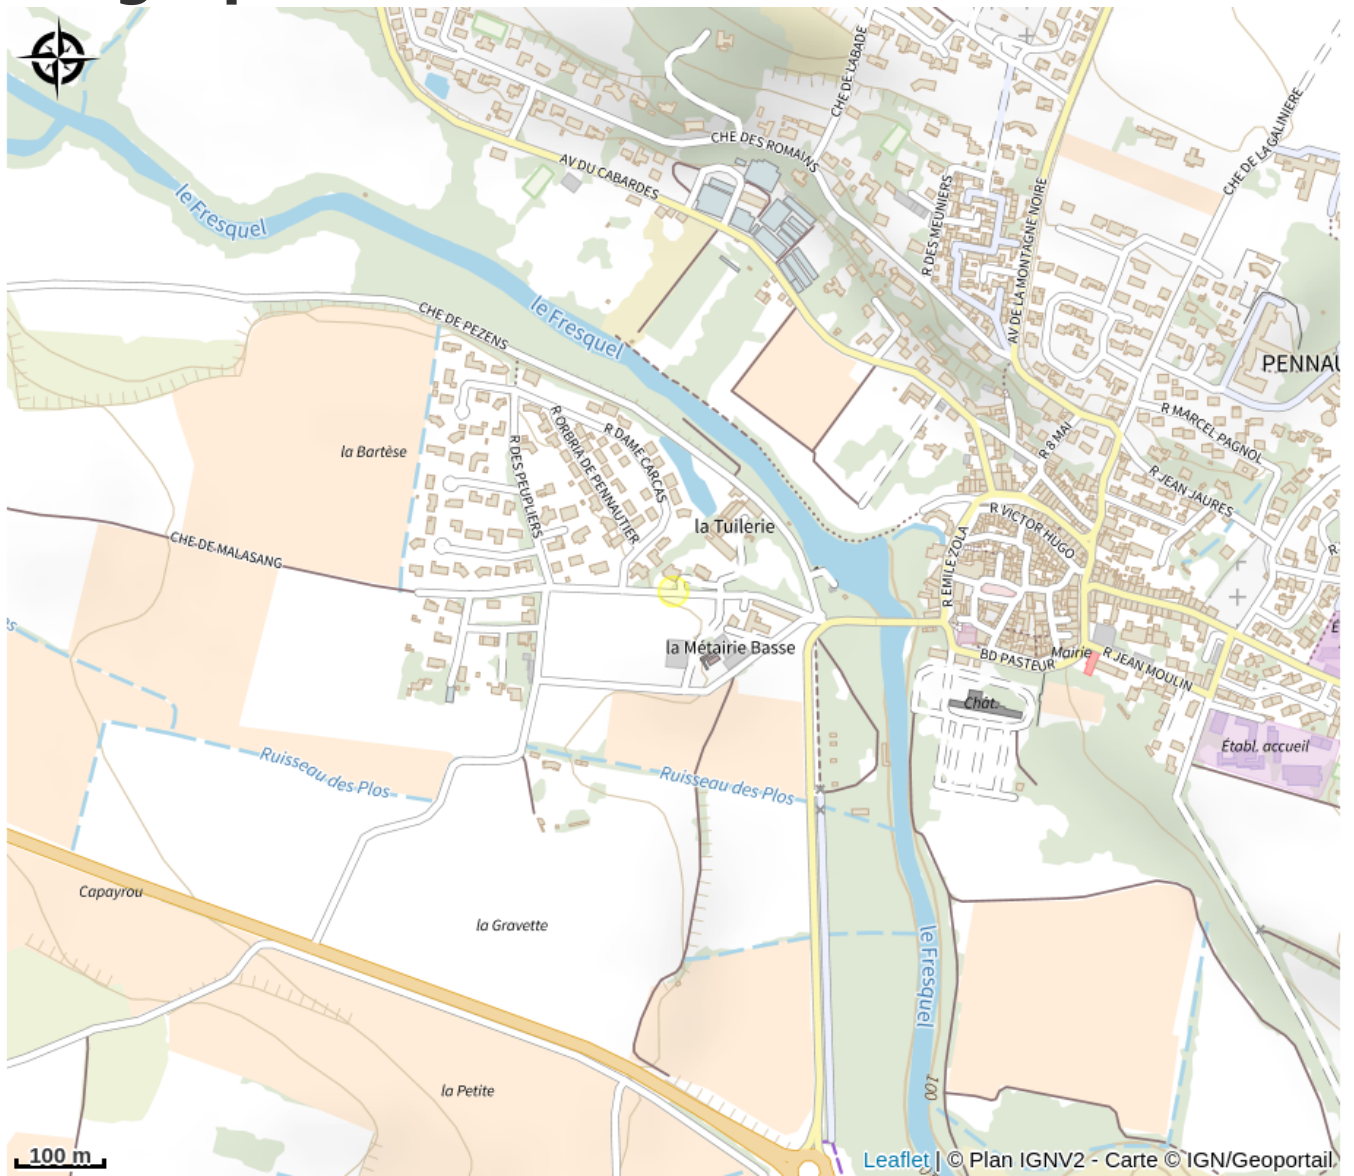 CHE DE LABADE
CHE DES ROMAINS
CHE DE LA GALINIERE
AV DU CABARDES
le Fresquel
R DES MEUNIERS
AV DE LA MONTAGNE NOIRE
le Fresquel
CHE DE PEZENS
PENNAU
R MARCEL PAGNOL
R 8 MAI
R JEAN JAURES
la Bartèse
R ORBRIA DE PENNAUTIER
R DAME CARCAS
R DES PEUPLIERS
la Tuilerie
R VICTOR HUGO
R EMILE ZOLA
R
CHE DE MALASANG
la Métairie Basse
BD PASTEUR
Mairie
R JEAN MOULIN
Chât.
Établ. accueil
Ruisseau des Plos
Ruisseau des Plos
Capayrou
la Gravette
le Fresquel
la Petite
100
100 m
Leaflet | © Plan IGNV2 - Carte © IGN/Geoportail